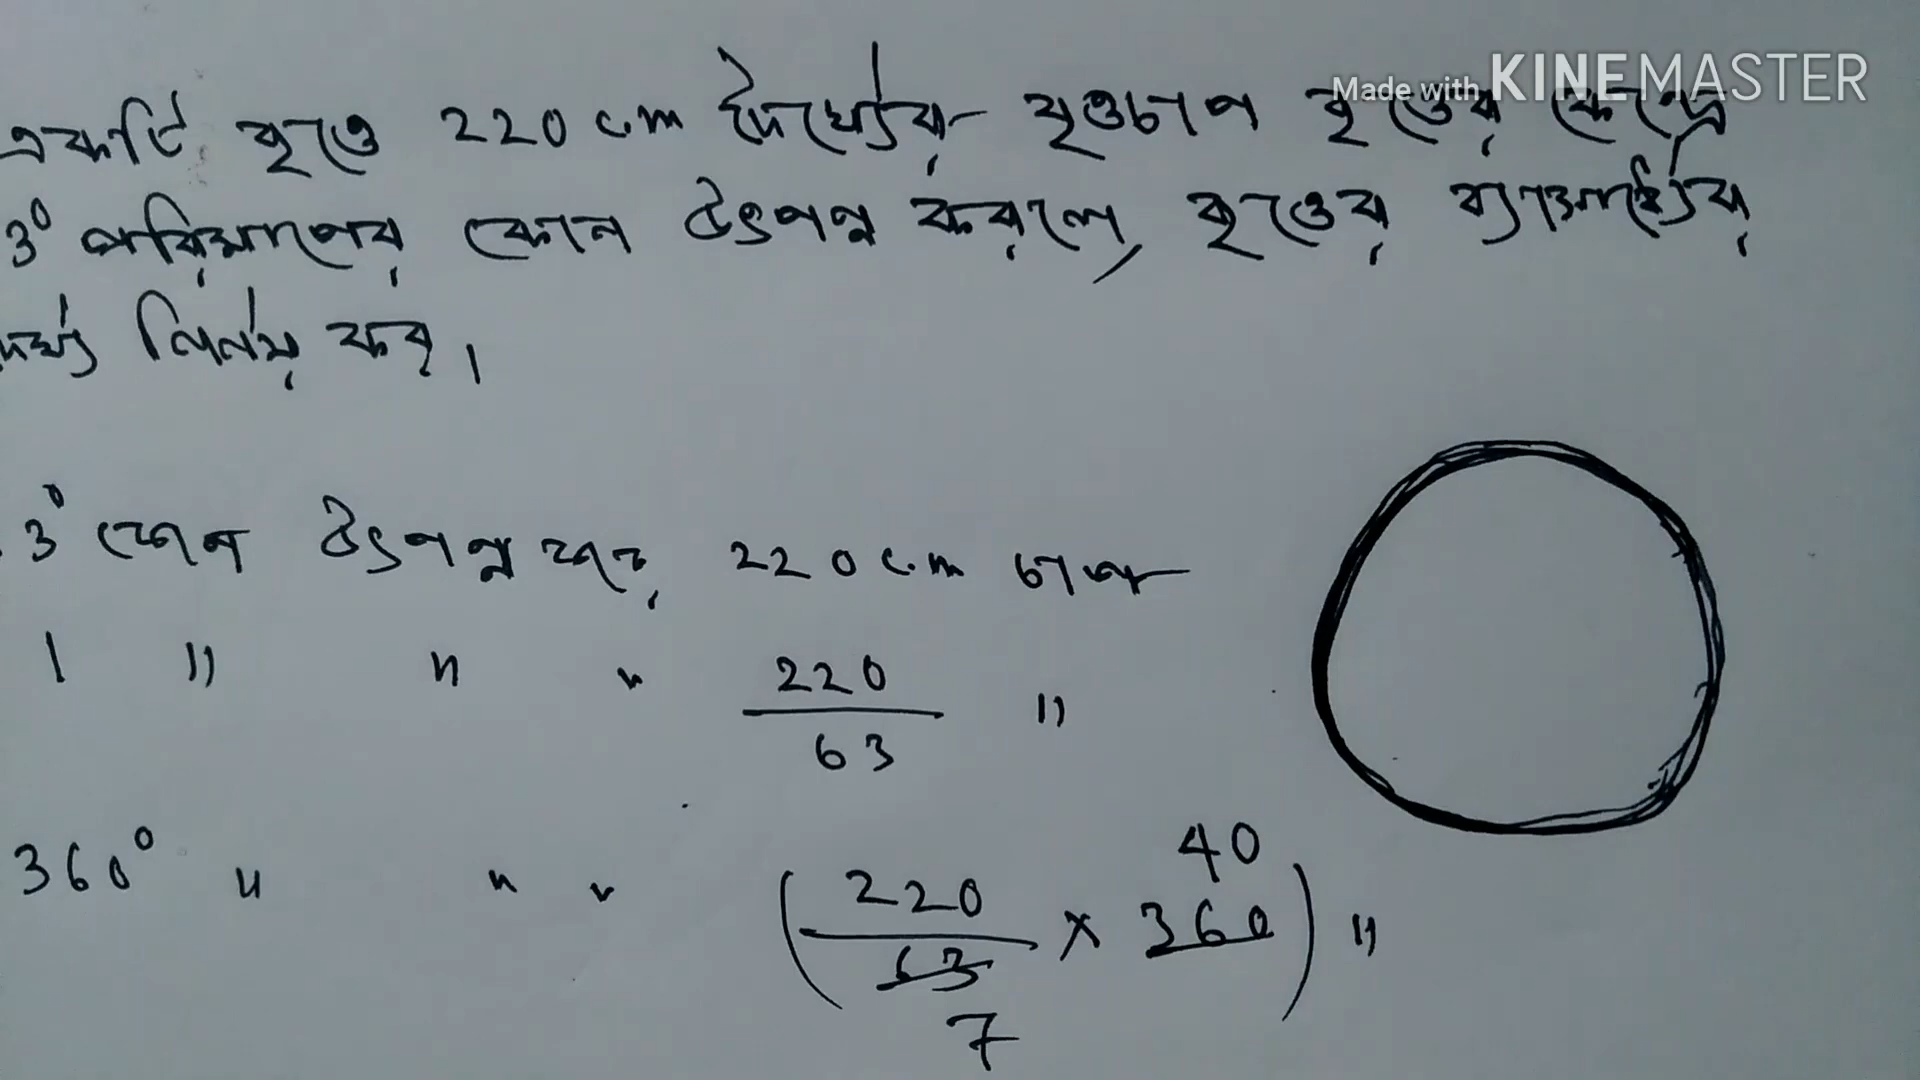 Made with KINEMASTER
একটি বৃত্তে 220 cm দৈর্ঘ্যের বৃত্তচাপ বৃত্তের কেন্দ্রে
3° পরিমাপের কোন উৎপন্ন করলে, বৃত্তের ব্যাসার্ধ্যের
নির্ণয় কর।
3° কোন উৎপন্ন হয় 220 c.m চাপ
1 " " " 220/63 "
360° " " " (220/63 × 360) "
40
7